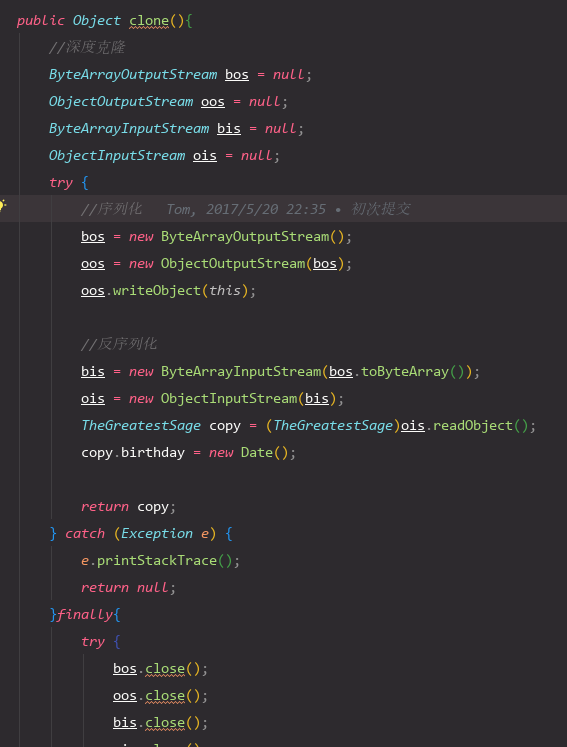 public Object clone(){
//深度克隆
ByteArrayOutputStream bos = null;
ObjectOutputStream oos = null;
ByteArrayInputStream bis = null;
ObjectInputStream ois = null;
try {
//序列化 Tom, 2017/5/20 22:35 • 初次提交
bos = new ByteArrayOutputStream();
oos = new ObjectOutputStream(bos);
oos.writeObject(this);
//反序列化
bis = new ByteArrayInputStream(bos.toByteArray());
ois = new ObjectInputStream(bis);
TheGreatestSage copy = (TheGreatestSage)ois.readObject();
copy.birthday = new Date();
return copy;
} catch (Exception e) {
e.printStackTrace();
return null;
}finally{
try {
bos.close();
oos.close();
bis.close();